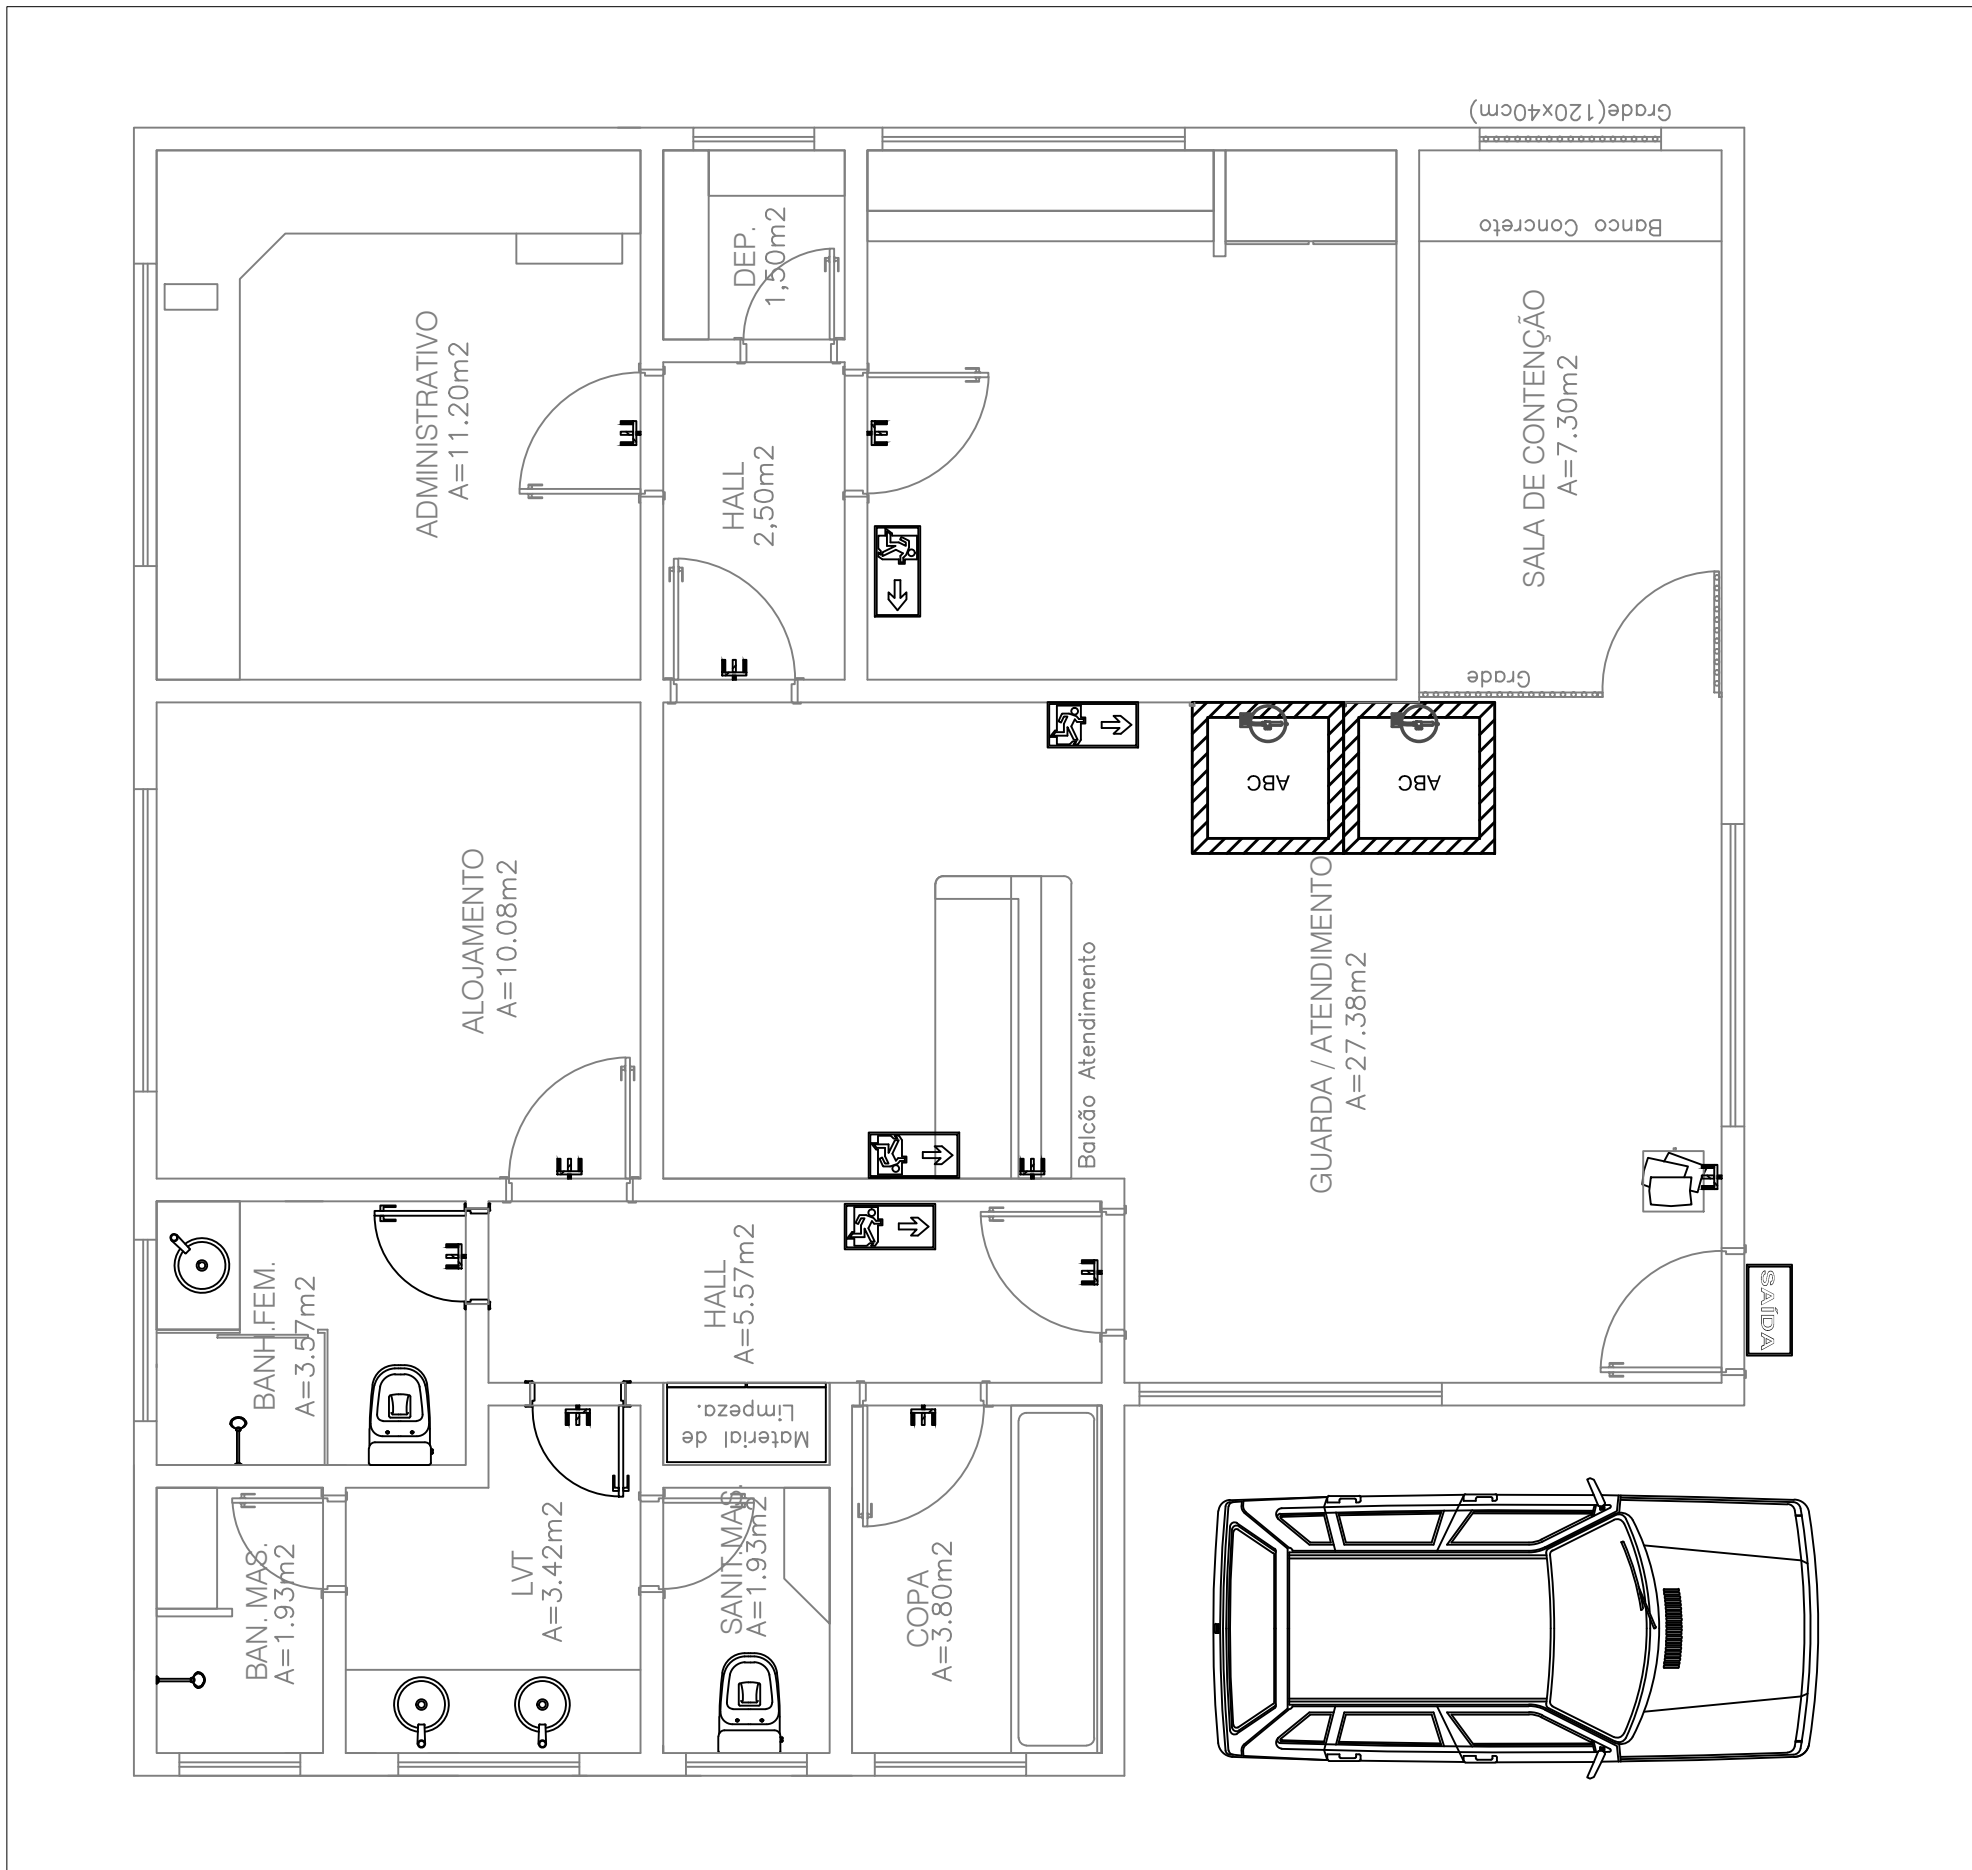 Grade(120x40cm)
Banco Concreto
DEP.
1,50m2
ADMINISTRATIVO
A=11.20m2
SALA DE CONTENÇÃO
A=7.30m2
HALL
2,50m2
Grade
ABC
ABC
ALOJAMENTO
A=10.08m2
Balcão Atendimento
GUARDA / ATENDIMENTO
A=27.38m2
HALL
A=5.57m2
BANH.FEM.
A=3.57m2
SAÍDA
Material de
Limpeza.
BAN. MAS.
A=1.93m2
LVT
A=3.42m2
SANIT.MAS.
A=1.93m2
COPA
A=3.80m2